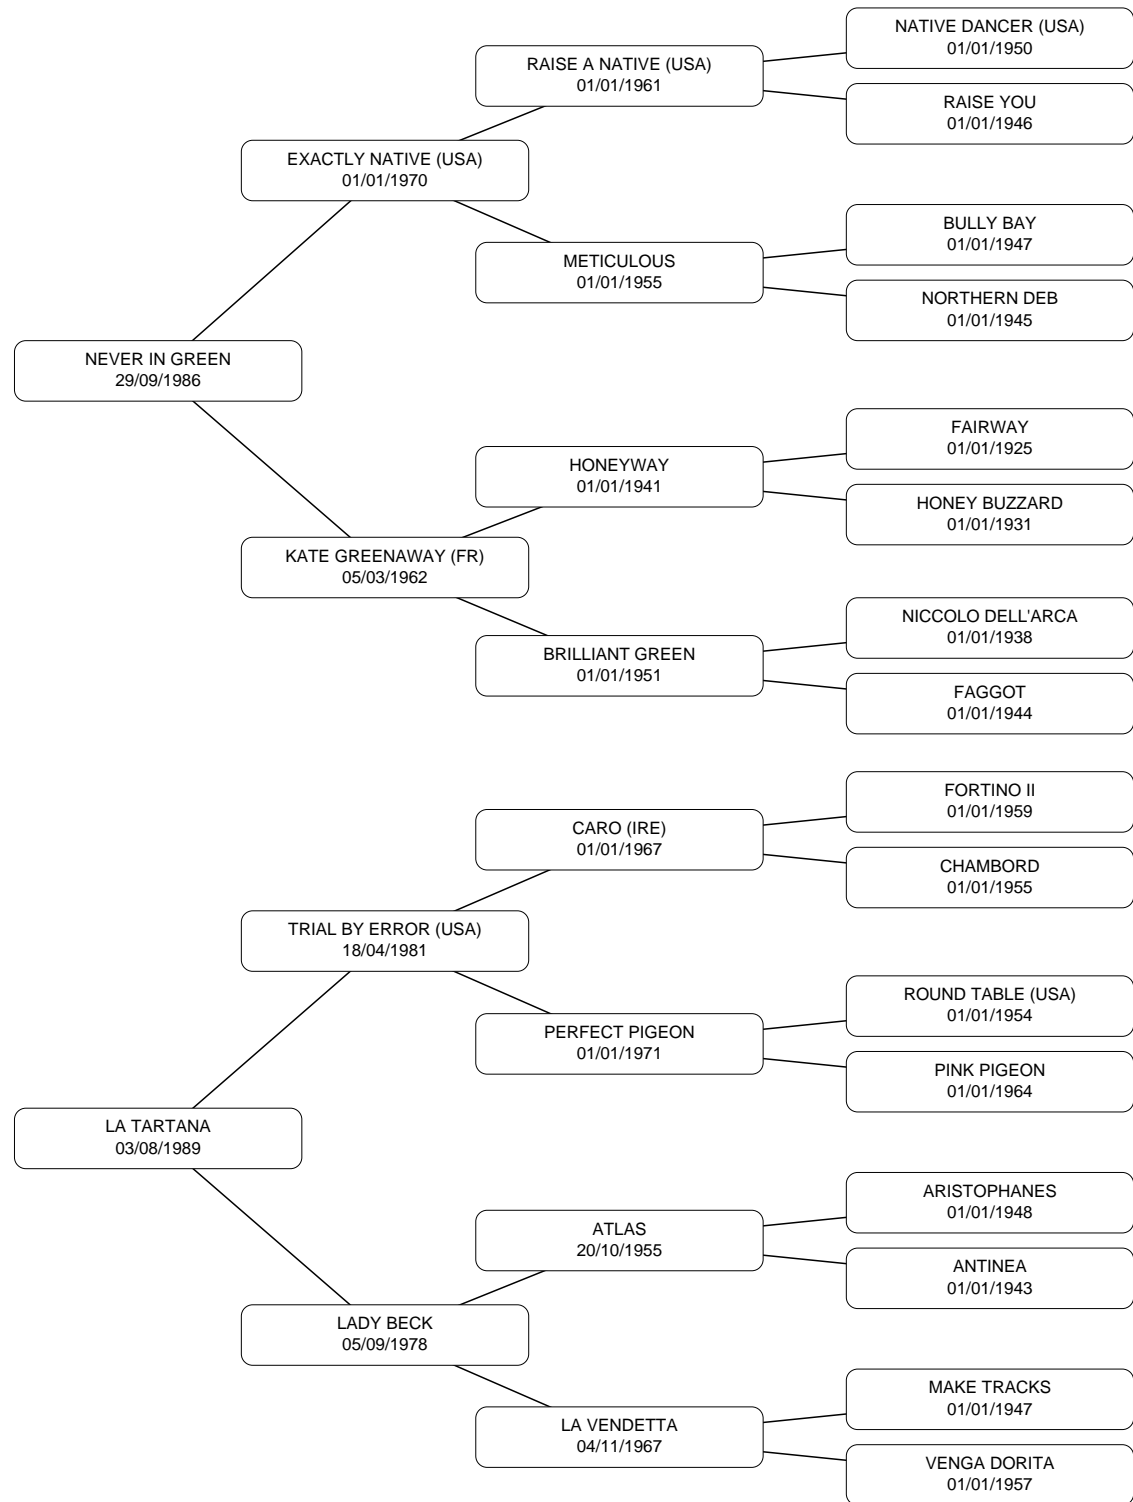 NATIVE DANCER (USA)
01/01/1950
RAISE A NATIVE (USA)
01/01/1961
RAISE YOU
01/01/1946
EXACTLY NATIVE (USA)
01/01/1970
BULLY BAY
01/01/1947
METICULOUS
01/01/1955
NORTHERN DEB
01/01/1945
NEVER IN GREEN
29/09/1986
FAIRWAY
01/01/1925
HONEYWAY
01/01/1941
HONEY BUZZARD
01/01/1931
KATE GREENAWAY (FR)
05/03/1962
NICCOLO DELL'ARCA
01/01/1938
BRILLIANT GREEN
01/01/1951
FAGGOT
01/01/1944
FORTINO II
01/01/1959
CARO (IRE)
01/01/1967
CHAMBORD
01/01/1955
TRIAL BY ERROR (USA)
18/04/1981
ROUND TABLE (USA)
01/01/1954
PERFECT PIGEON
01/01/1971
PINK PIGEON
01/01/1964
LA TARTANA
03/08/1989
ARISTOPHANES
01/01/1948
ATLAS
20/10/1955
ANTINEA
01/01/1943
LADY BECK
05/09/1978
MAKE TRACKS
01/01/1947
LA VENDETTA
04/11/1967
VENGA DORITA
01/01/1957